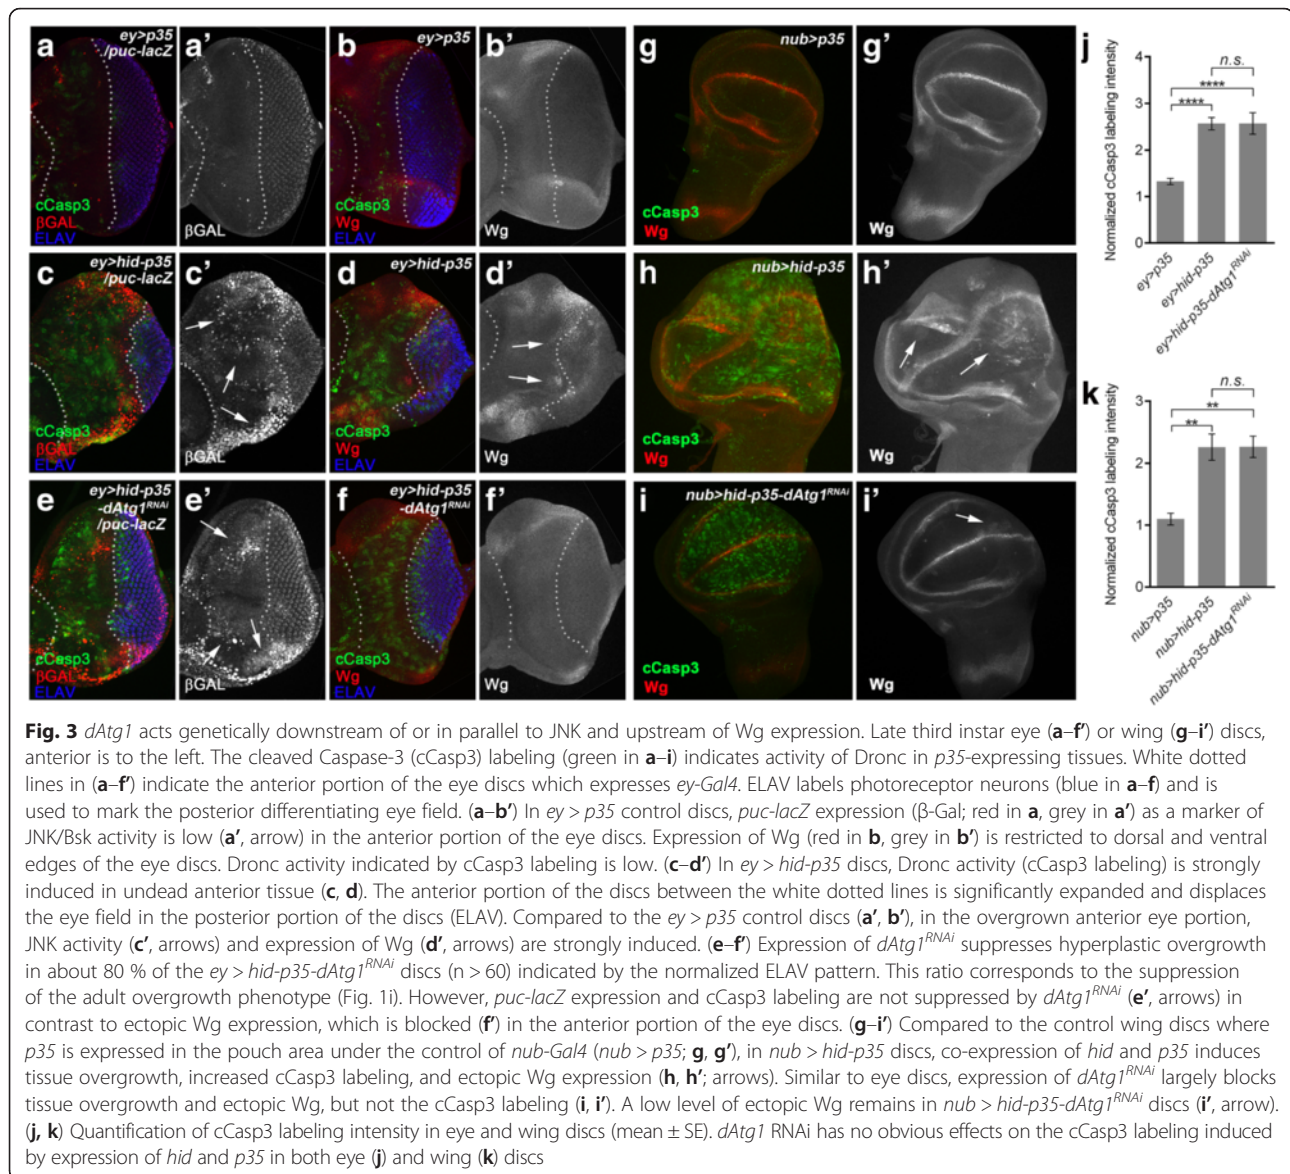 a
ey>p35
/puc-lacZ
cCasp3
βGAL
ELAV
a'
βGAL
b
ey>p35
cCasp3
Wg
ELAV
b'
Wg
c
ey>hid-p35
/puc-lacZ
cCasp3
βGAL
ELAV
c'
βGAL
d
ey>hid-p35
cCasp3
Wg
ELAV
d'
Wg
e
ey>hid-p35
-dAtg1RNAi
/puc-lacZ
cCasp3
βGAL
ELAV
e'
βGAL
f
ey>hid-p35
-dAtg1RNAi
cCasp3
Wg
ELAV
f'
Wg
g
nub>p35
cCasp3
Wg
g'
Wg
h
nub>hid-p35
cCasp3
Wg
h'
Wg
i
nub>hid-p35-dAtg1RNAi
cCasp3
Wg
i'
Wg
j
Normalized cCasp3 labeling intensity
4
3
2
1
0
n.s.
****
****
ey>p35
ey>hid-p35
ey>hid-p35-dAtg1RNAi
k
Normalized cCasp3 labeling intensity
3
2
1
0
n.s.
**
**
nub>p35
nub>hid-p35
nub>hid-p35-dAtg1RNAi
Fig. 3 dAtg1 acts genetically downstream of or in parallel to JNK and upstream of Wg expression. Late third instar eye (a–f') or wing (g–i') discs,
anterior is to the left. The cleaved Caspase-3 (cCasp3) labeling (green in a–i) indicates activity of Dronc in p35-expressing tissues. White dotted
lines in (a–f') indicate the anterior portion of the eye discs which expresses ey-Gal4. ELAV labels photoreceptor neurons (blue in a–f) and is
used to mark the posterior differentiating eye field. (a–b') In ey > p35 control discs, puc-lacZ expression (β-Gal; red in a, grey in a') as a marker of
JNK/Bsk activity is low (a', arrow) in the anterior portion of the eye discs. Expression of Wg (red in b, grey in b') is restricted to dorsal and ventral
edges of the eye discs. Dronc activity indicated by cCasp3 labeling is low. (c–d') In ey > hid-p35 discs, Dronc activity (cCasp3 labeling) is strongly
induced in undead anterior tissue (c, d). The anterior portion of the discs between the white dotted lines is significantly expanded and displaces
the eye field in the posterior portion of the discs (ELAV). Compared to the ey > p35 control discs (a', b'), in the overgrown anterior eye portion,
JNK activity (c', arrows) and expression of Wg (d', arrows) are strongly induced. (e–f') Expression of dAtg1RNAi suppresses hyperplastic overgrowth
in about 80 % of the ey > hid-p35-dAtg1RNAi discs (n > 60) indicated by the normalized ELAV pattern. This ratio corresponds to the suppression
of the adult overgrowth phenotype (Fig. 1i). However, puc-lacZ expression and cCasp3 labeling are not suppressed by dAtg1RNAi (e', arrows) in
contrast to ectopic Wg expression, which is blocked (f') in the anterior portion of the eye discs. (g–i') Compared to the control wing discs where
p35 is expressed in the pouch area under the control of nub-Gal4 (nub > p35; g, g'), in nub > hid-p35 discs, co-expression of hid and p35 induces
tissue overgrowth, increased cCasp3 labeling, and ectopic Wg expression (h, h'; arrows). Similar to eye discs, expression of dAtg1RNAi largely blocks
tissue overgrowth and ectopic Wg, but not the cCasp3 labeling (i, i'). A low level of ectopic Wg remains in nub > hid-p35-dAtg1RNAi discs (i', arrow).
(j, k) Quantification of cCasp3 labeling intensity in eye and wing discs (mean ± SE). dAtg1 RNAi has no obvious effects on the cCasp3 labeling induced
by expression of hid and p35 in both eye (j) and wing (k) discs